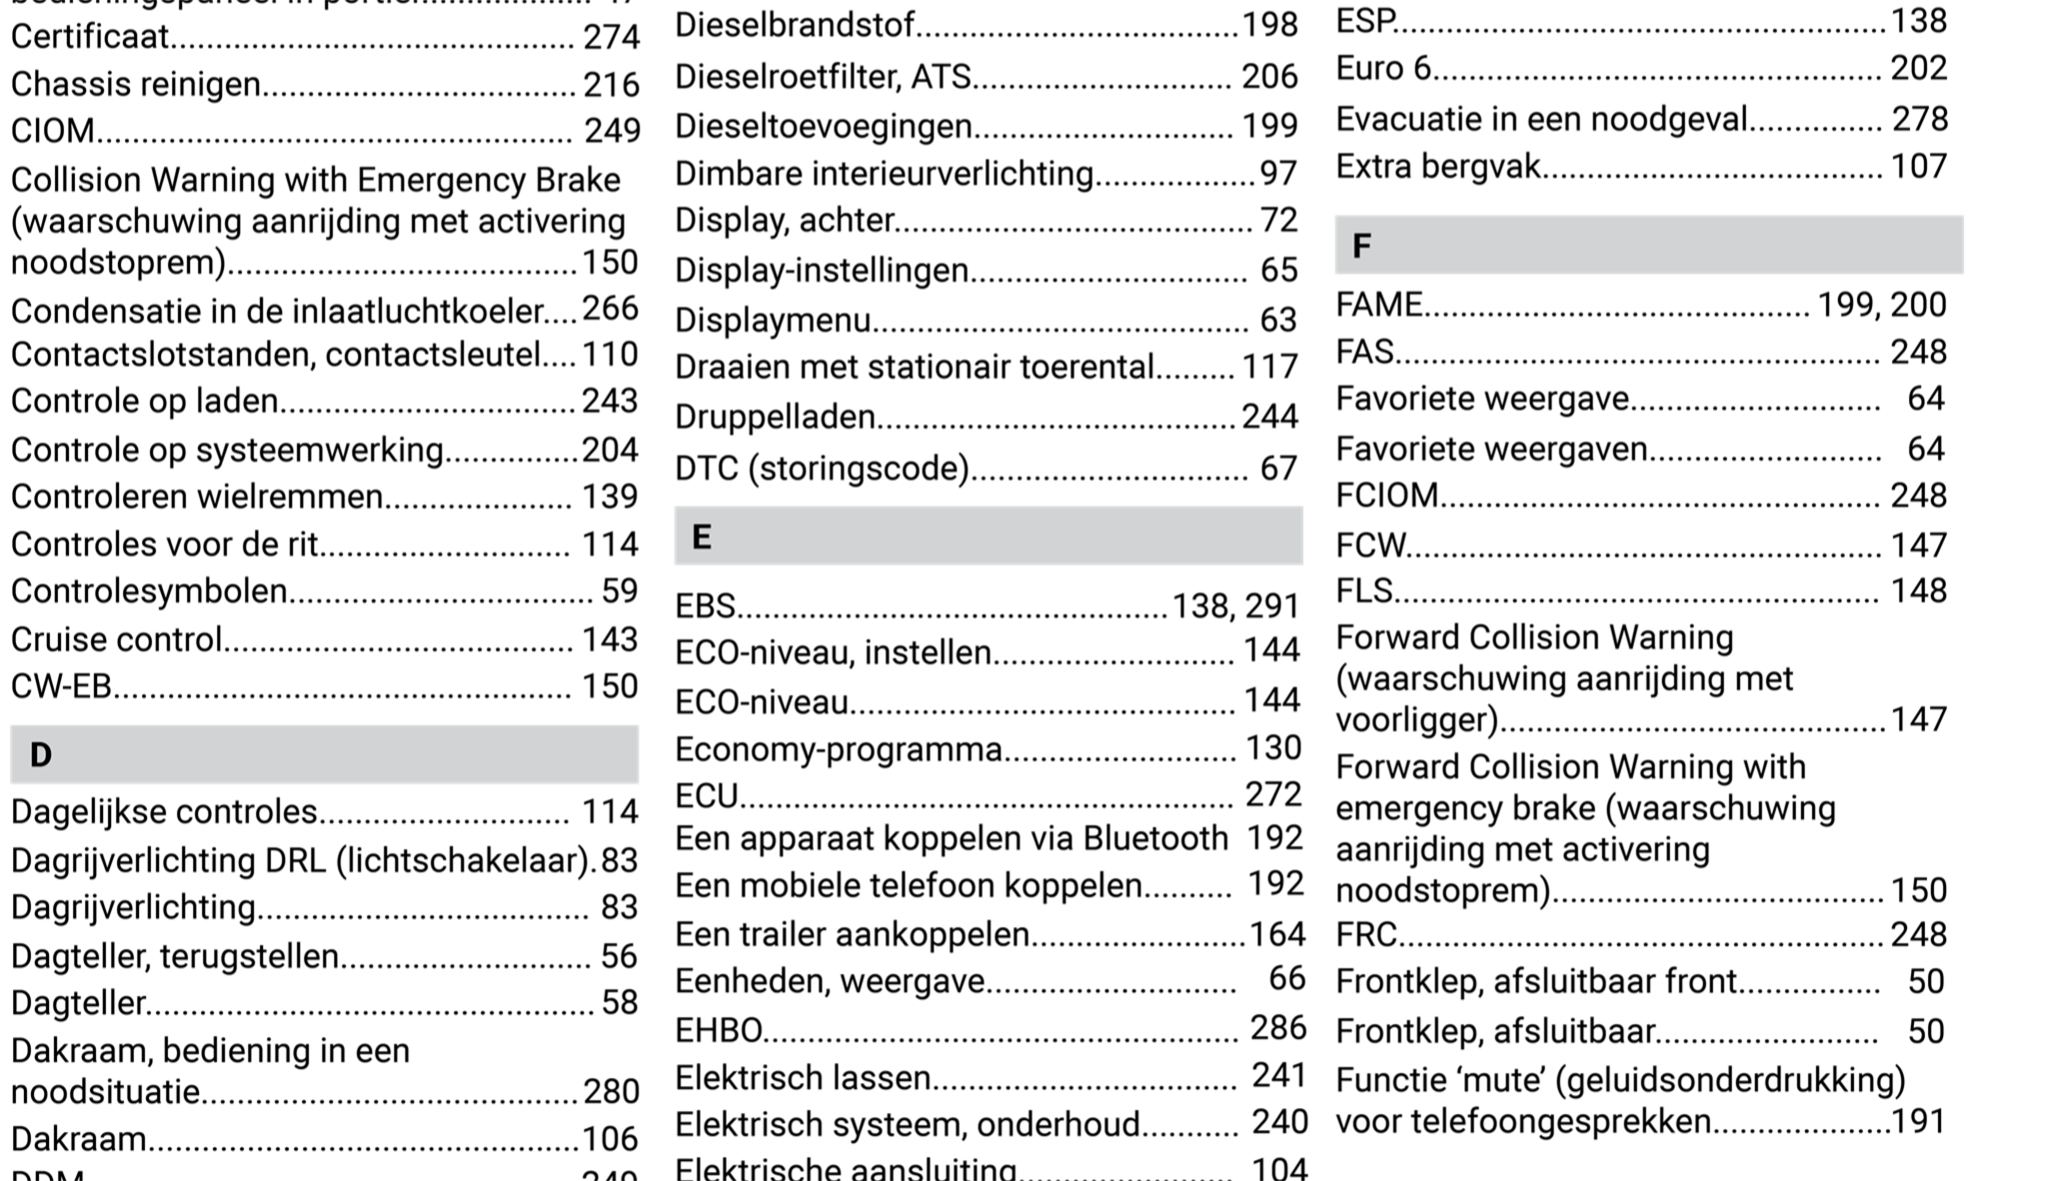 Certificaat........................................... 274
Chassis reinigen................................. 216
CIOM................................................... 249
Collision Warning with Emergency Brake
(waarschuwing aanrijding met activering
noodstoprem)..................................... 150
Condensatie in de inlaatluchtkoeler.... 266
Contactslotstanden, contactsleutel.... 110
Controle op laden................................ 243
Controle op systeemwerking.............. 204
Controleren wielremmen.................... 139
Controles voor de rit........................... 114
Controlesymbolen................................. 59
Cruise control..................................... 143
CW-EB................................................. 150
D
Dagelijkse controles........................... 114
Dagrijverlichting DRL (lichtschakelaar). 83
Dagrijverlichting.................................... 83
Dagteller, terugstellen........................... 56
Dagteller................................................ 58
Dakraam, bediening in een
noodsituatie........................................ 280
Dakraam.............................................. 106
Dieselbrandstof.................................. 198
Dieselroetfilter, ATS............................ 206
Dieseltoevoegingen............................ 199
Dimbare interieurverlichting................. 97
Display, achter...................................... 72
Display-instellingen.............................. 65
Displaymenu......................................... 63
Draaien met stationair toerental......... 117
Druppelladen...................................... 244
DTC (storingscode).............................. 67
E
EBS.............................................. 138, 291
ECO-niveau, instellen.......................... 144
ECO-niveau......................................... 144
Economy-programma......................... 130
ECU..................................................... 272
Een apparaat koppelen via Bluetooth 192
Een mobiele telefoon koppelen.......... 192
Een trailer aankoppelen....................... 164
Eenheden, weergave........................... 66
EHBO................................................... 286
Elektrisch lassen................................. 241
Elektrisch systeem, onderhoud........... 240
Elektrische aansluiting....................... 104
ESP..................................................... 138
Euro 6................................................ 202
Evacuatie in een noodgeval.............. 278
Extra bergvak.................................... 107
F
FAME......................................... 199, 200
FAS.................................................... 248
Favoriete weergave........................... 64
Favoriete weergaven......................... 64
FCIOM............................................... 248
FCW................................................... 147
FLS.................................................... 148
Forward Collision Warning
(waarschuwing aanrijding met
voorligger)......................................... 147
Forward Collision Warning with
emergency brake (waarschuwing
aanrijding met activering
noodstoprem)................................... 150
FRC.................................................... 248
Frontklep, afsluitbaar front............... 50
Frontklep, afsluitbaar........................ 50
Functie ‘mute’ (geluidsonderdrukking)
voor telefoongesprekken................... 191